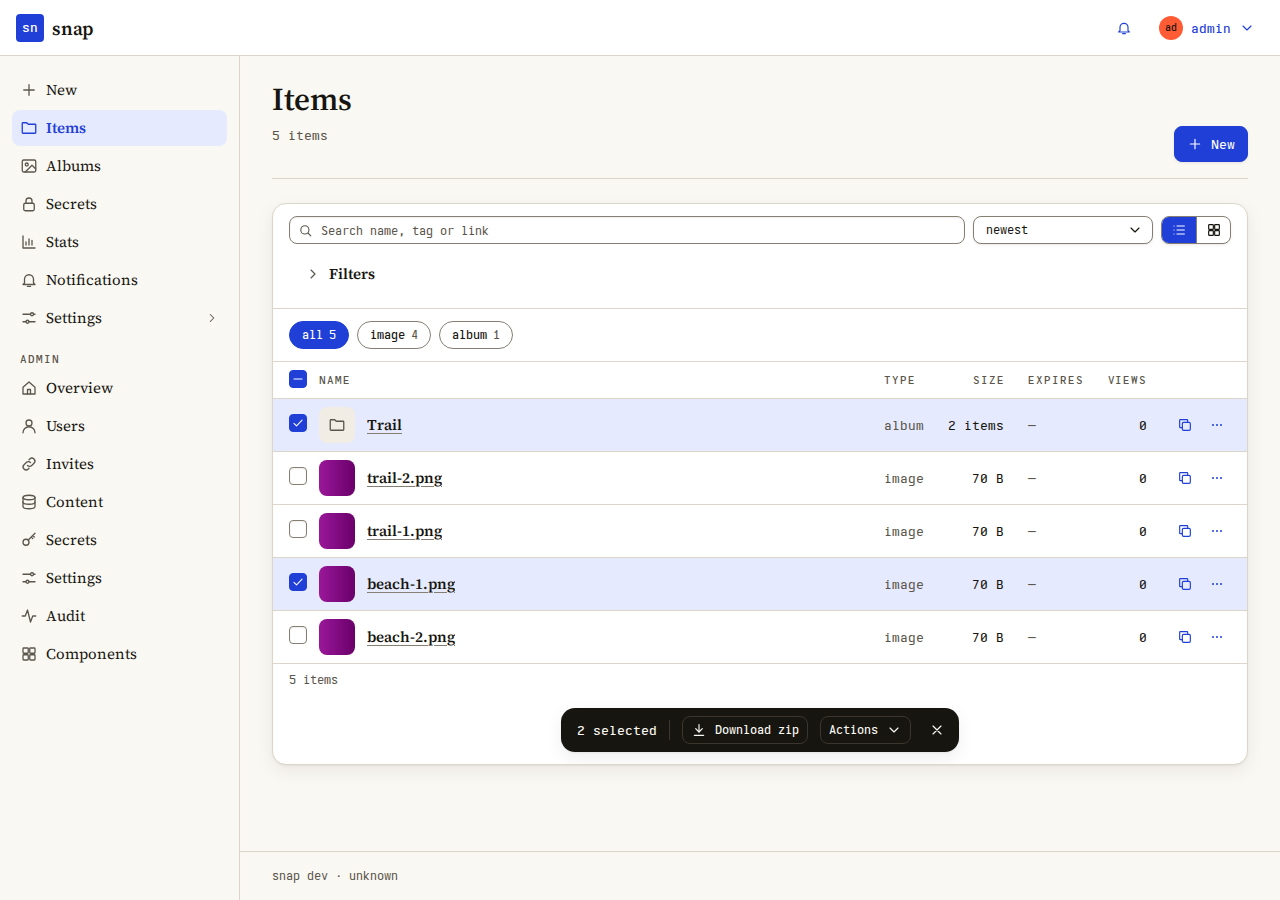 sn snap
ad admin
New
Items
Albums
Secrets
Stats
Notifications
Settings
ADMIN
Overview
Users
Invites
Content
Secrets
Settings
Audit
Components
Items
5 items
New
Search name, tag or link
newest
Filters
all 5 image 4 album 1
NAME TYPE SIZE EXPIRES VIEWS
Trail album 2 items — 0
trail-2.png image 70 B — 0
trail-1.png image 70 B — 0
beach-1.png image 70 B — 0
beach-2.png image 70 B — 0
5 items
2 selected Download zip Actions
snap dev · unknown